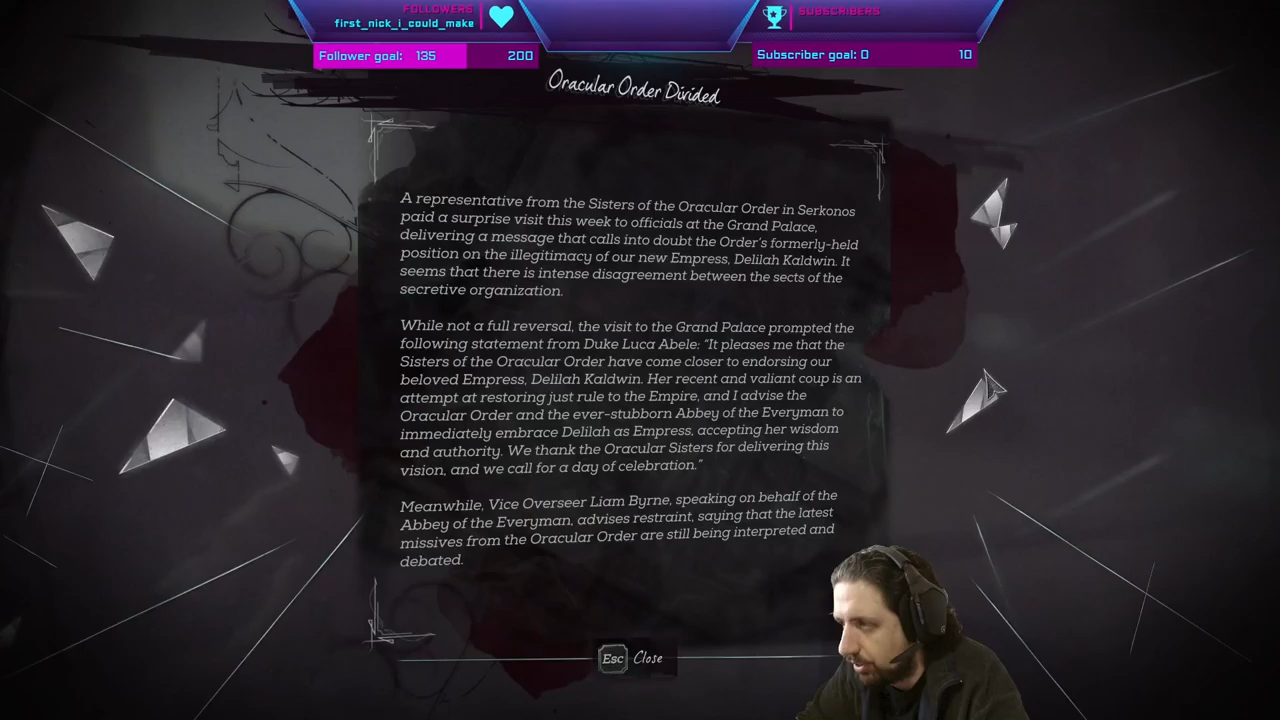 FOLLOWERS
first_nick_i_could_make
SUBSCRIBERS
Follower goal: 135 200
Subscriber goal: 0 10
Oracular Order Divided
A representative from the Sisters of the Oracular Order in Serkonos
paid a surprise visit this week to officials at the Grand Palace,
delivering a message that calls into doubt the Order's formerly-held
position on the illegitimacy of our new Empress, Delilah Kaldwin. It
seems that there is intense disagreement between the sects of the
secretive organization.
While not a full reversal, the visit to the Grand Palace prompted the
following statement from Duke Luca Abele: “It pleases me that the
Sisters of the Oracular Order have come closer to endorsing our
beloved Empress, Delilah Kaldwin. Her recent and valiant coup is an
attempt at restoring just rule to the Empire, and I advise the
Oracular Order and the ever-stubborn Abbey of the Everyman to
immediately embrace Delilah as Empress, accepting her wisdom
and authority. We thank the Oracular Sisters for delivering this
vision, and we call for a day of celebration.”
Meanwhile, Vice Overseer Liam Byrne, speaking on behalf of the
Abbey of the Everyman, advises restraint, saying that the latest
missives from the Oracular Order are still being interpreted and
debated.
Esc Close